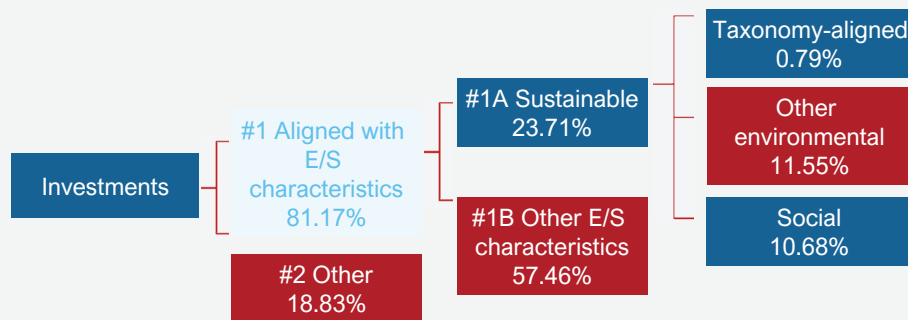 Investments
#1 Aligned with
E/S
characteristics
81.17%
#2 Other
18.83%
#1A Sustainable
23.71%
#1B Other E/S
characteristics
57.46%
Taxonomy-aligned
0.79%
Other
environmental
11.55%
Social
10.68%